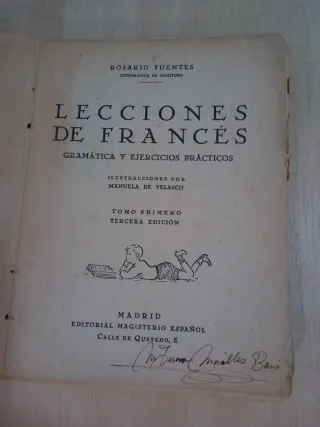 ROSARIO FUENTES
CATEDRÁTICA DE INSTITUTO
LECCIONES
DE FRANCÉS
GRAMÁTICA Y EJERCICIOS PRÁCTICOS
ILUSTRACIONES POR
MANUELA DE VELASCO
TOMO PRIMERO
TERCERA EDICIÓN
MADRID
EDITORIAL MAGISTERIO ESPAÑOL
CALLE DE QUEVEDO, 5.